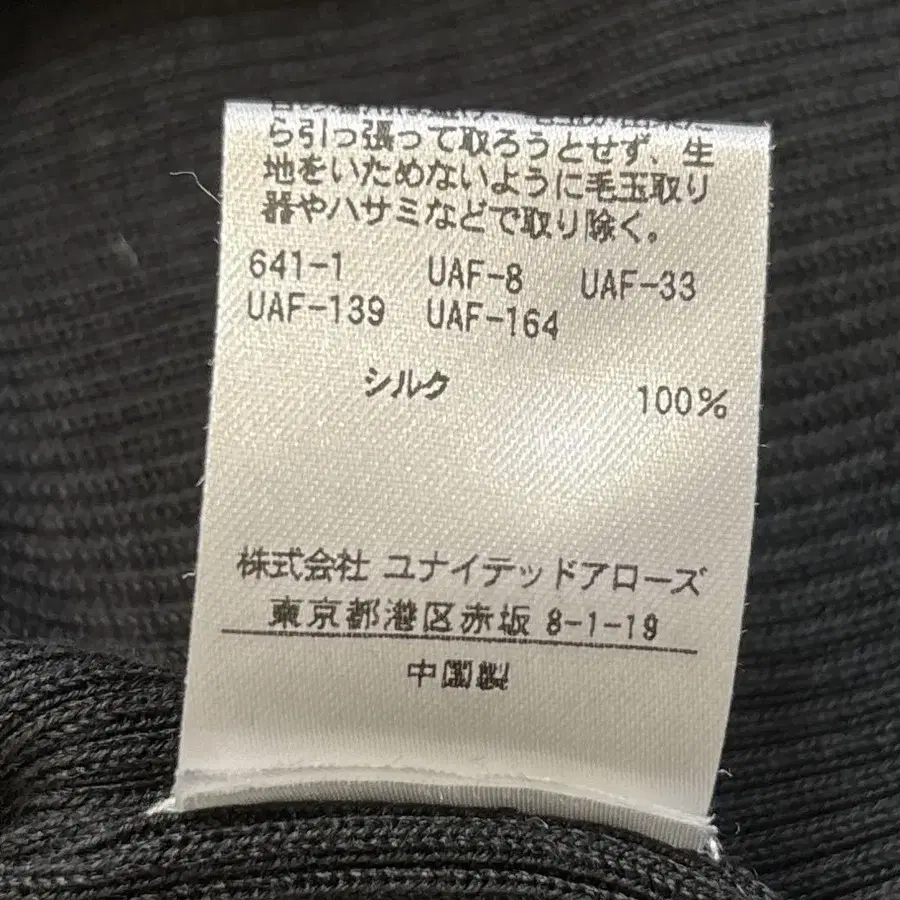 ら引っ張って取ろうとせず、生
地をいためないように毛玉取り
器やハサミなどで取り除く。
641-1 UAF-8 UAF-33
UAF-139 UAF-164
シルク 100%
株式会社 ユナイテッドアローズ
東京都港区赤坂 8-1-19
中国製